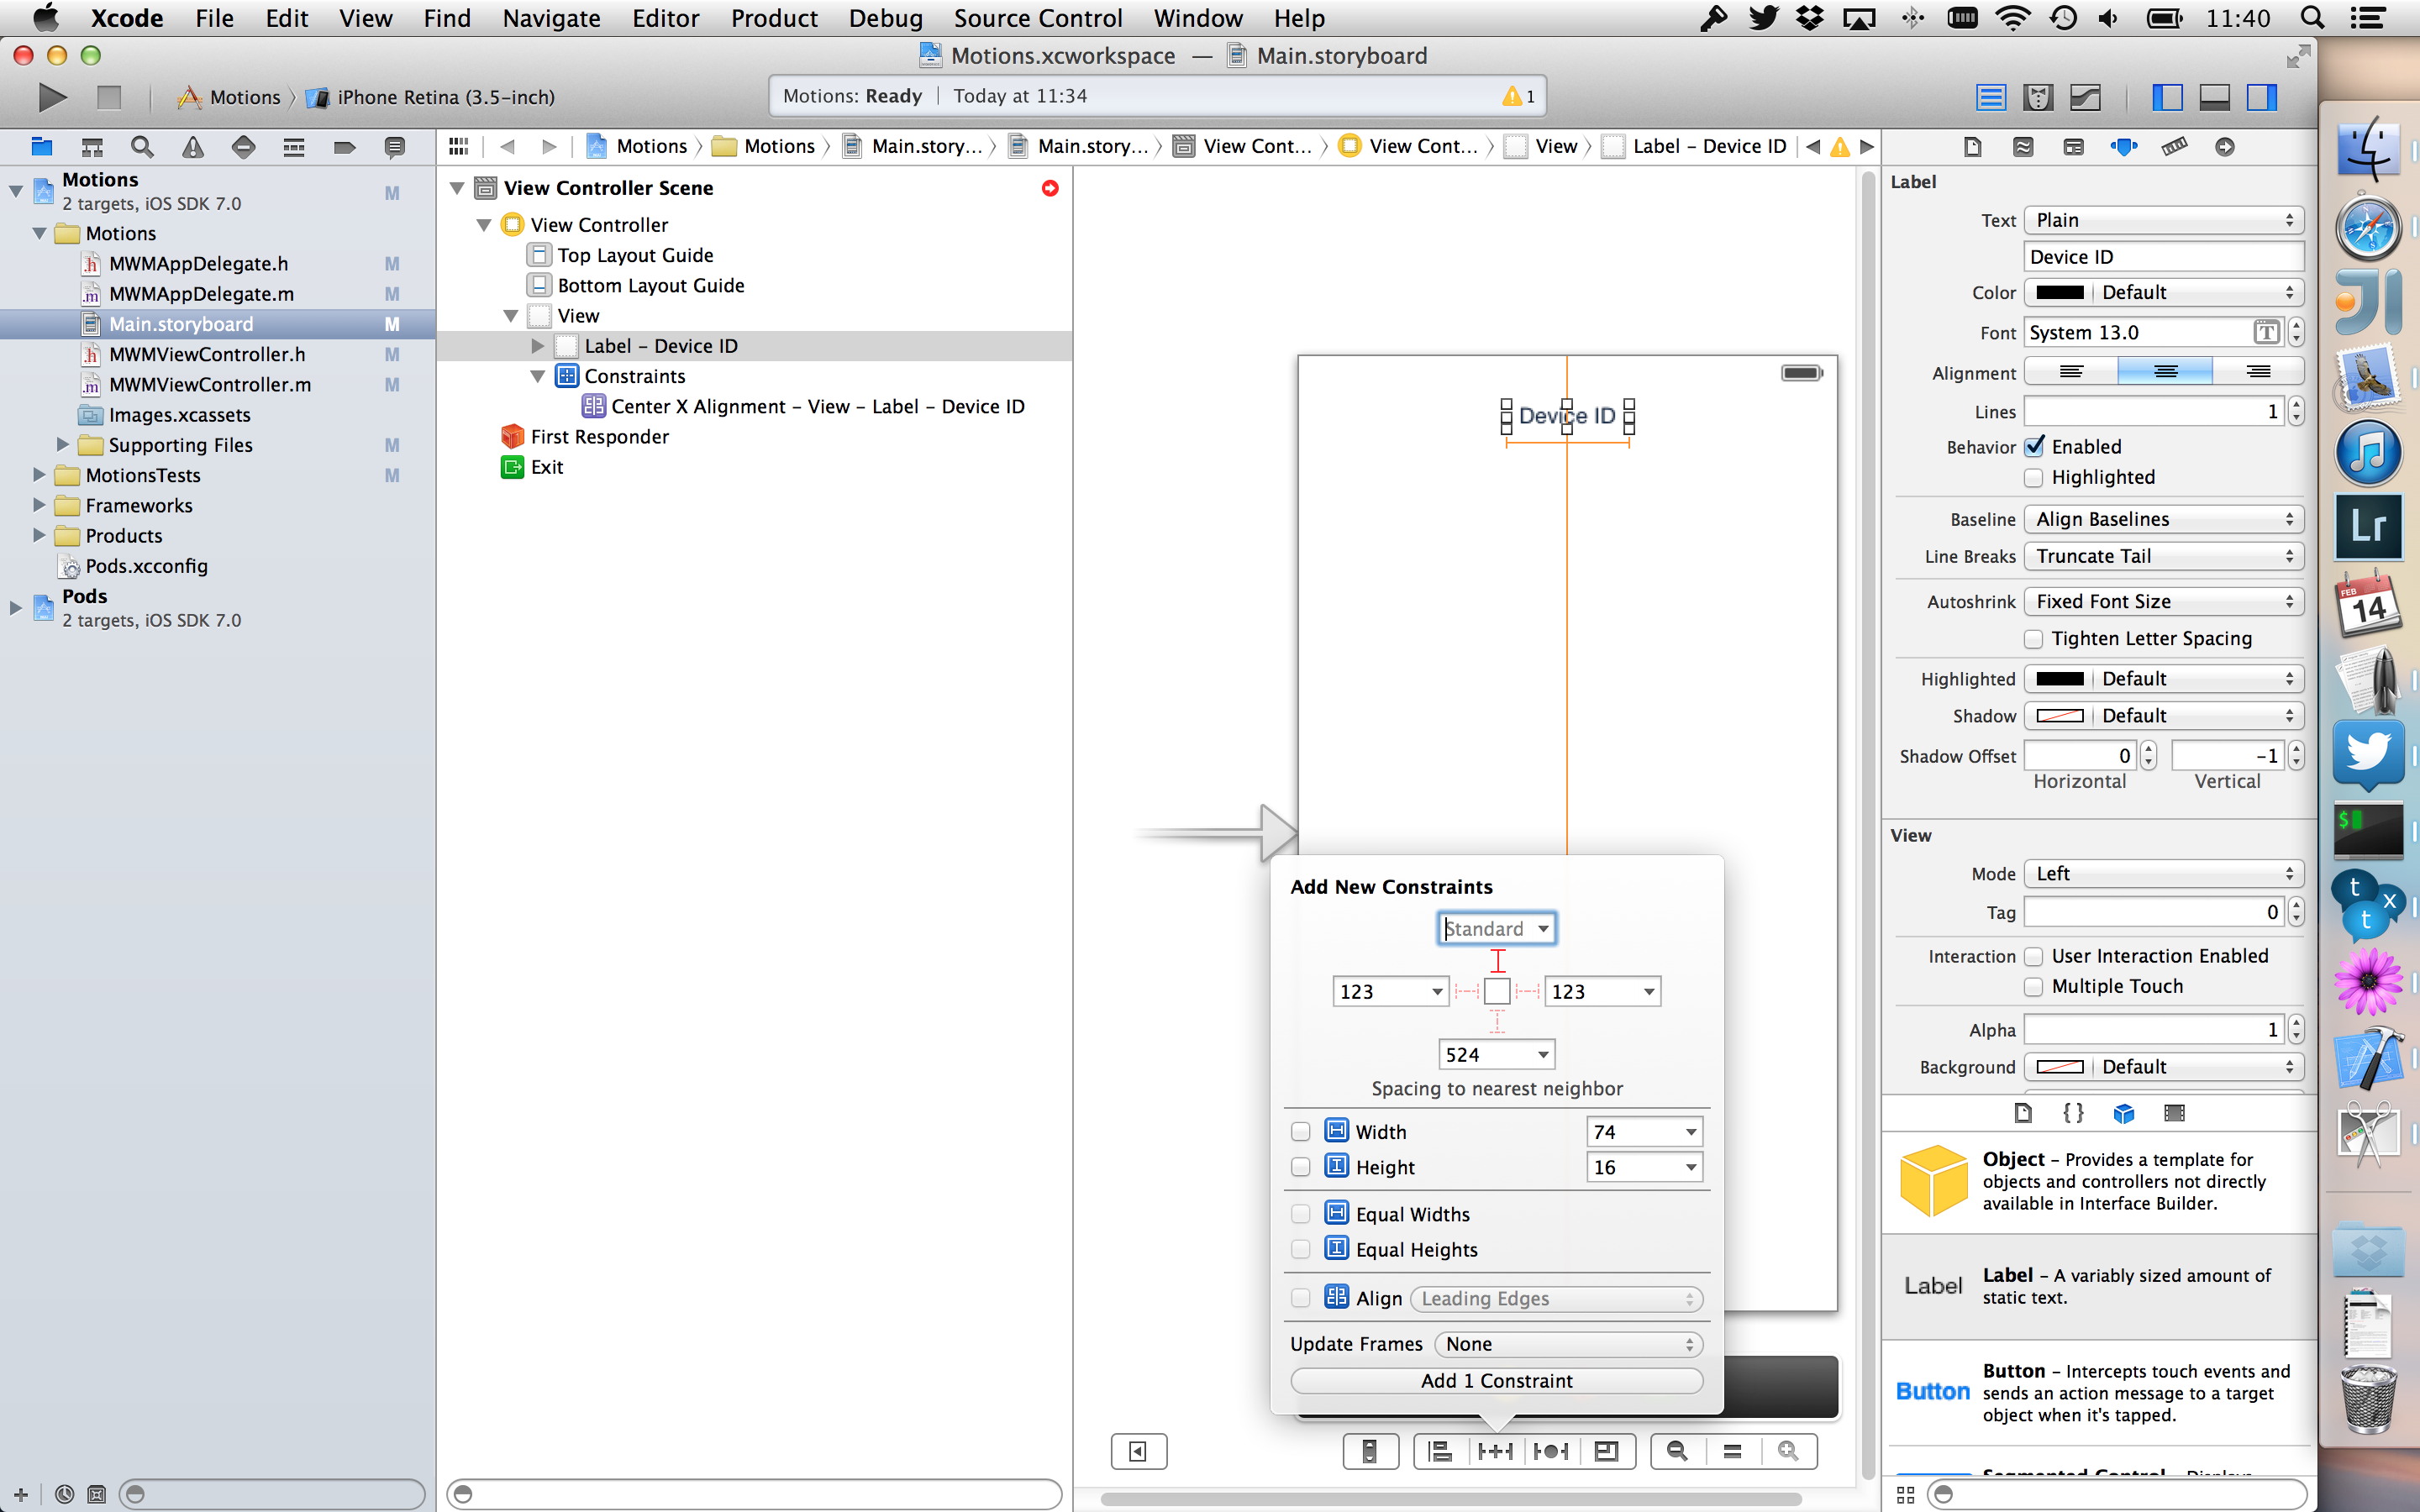 Xcode File Edit View Find Navigate Editor Product Debug Source Control Window Help 11:40
Motions.xcworkspace — Main.storyboard
Motions iPhone Retina (3.5-inch)
Motions: Ready Today at 11:34 1
Motions Motions Main.story... Main.story... View Cont... View Cont... View Label – Device ID
Motions M
2 targets, iOS SDK 7.0
Motions
MWMAppDelegate.h M
MWMAppDelegate.m M
Main.storyboard M
MWMViewController.h M
MWMViewController.m M
Images.xcassets
Supporting Files M
MotionsTests M
Frameworks
Products
Pods.xcconfig
Pods
2 targets, iOS SDK 7.0
View Controller Scene
View Controller
Top Layout Guide
Bottom Layout Guide
View
Label – Device ID
Constraints
Center X Alignment – View – Label – Device ID
First Responder
Exit
Device ID
Add New Constraints
Standard
123 123
524
Spacing to nearest neighbor
Width 74
Height 16
Equal Widths
Equal Heights
Align Leading Edges
Update Frames None
Add 1 Constraint
Label
Text Plain
Device ID
Color Default
Font System 13.0 T
Alignment
Lines 1
Behavior Enabled
Highlighted
Baseline Align Baselines
Line Breaks Truncate Tail
Autoshrink Fixed Font Size
Tighten Letter Spacing
Highlighted Default
Shadow Default
Shadow Offset 0 –1
Horizontal Vertical
View
Mode Left
Tag 0
Interaction User Interaction Enabled
Multiple Touch
Alpha 1
Background Default
{ }
Object – Provides a template for
objects and controllers not directly
available in Interface Builder.
Label
Label – A variably sized amount of
static text.
Button
Button – Intercepts touch events and
sends an action message to a target
object when it's tapped.
Segmented Control – Displays
Lr
FEB
14
$
t
x
t